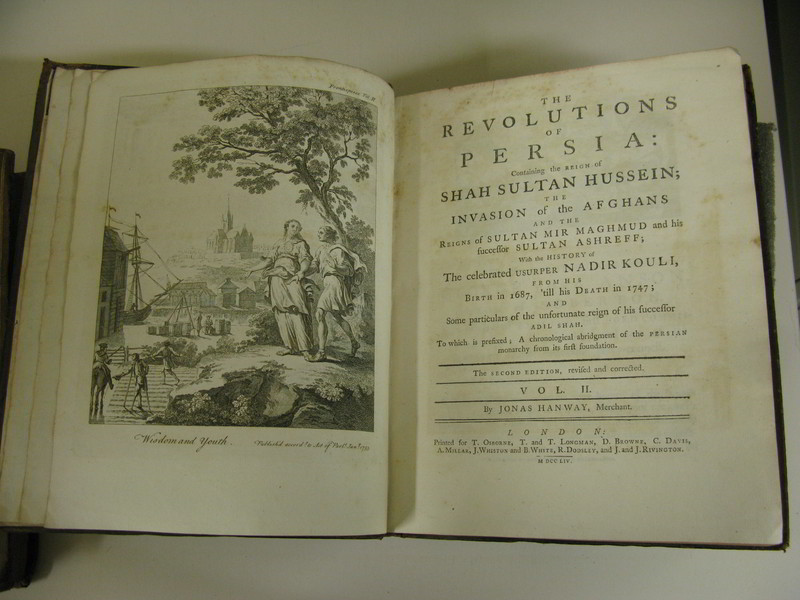 Frontispiece Vol. II.
Wisdom and Youth.
Publish'd accord.g to Act of Parl.t Jan.y 1753
THE
REVOLUTIONS
OF
PERSIA:
Containing the REIGN of
SHAH SULTAN HUSSEIN;
THE
INVASION of the AFGHANS
AND THE
REIGNS of SULTAN MIR MAGHMUD and his
ſucceſſor SULTAN ASHREFF;
With the HISTORY of
The celebrated USURPER NADIR KOULI,
FROM HIS
BIRTH in 1687, 'till his DEATH in 1747;
AND
Some particulars of the unfortunate reign of his ſucceſſor
ADIL SHAH.
To which is prefixed; A chronological abridgment of the PERSIAN
monarchy from its firſt foundation.
The SECOND EDITION, reviſed and corrected.
VOL. II.
By JONAS HANWAY, Merchant.
LONDON:
Printed for T. OSBORNE, T. and T. LONGMAN, D. BROWNE, C. DAVIS,
A. MILLAR, J. WHISTON and B. WHITE, R. DODSLEY, and J. and J. RIVINGTON.
M DCC LIV.